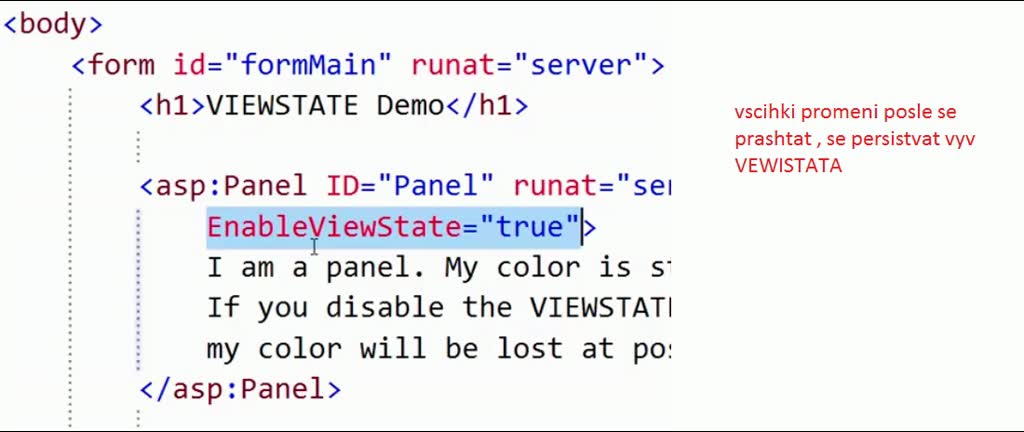 <body>
<form id="formMain" runat="server">
<h1>VIEWSTATE Demo</h1>
vscihki promeni posle se
prashtat , se persistvat vyv
VEWISTATA
<asp:Panel ID="Panel" runat="ser
EnableViewState="true">
I am a panel. My color is
If you disable the VIEWSTATE
my color will be lost at
</asp:Panel>